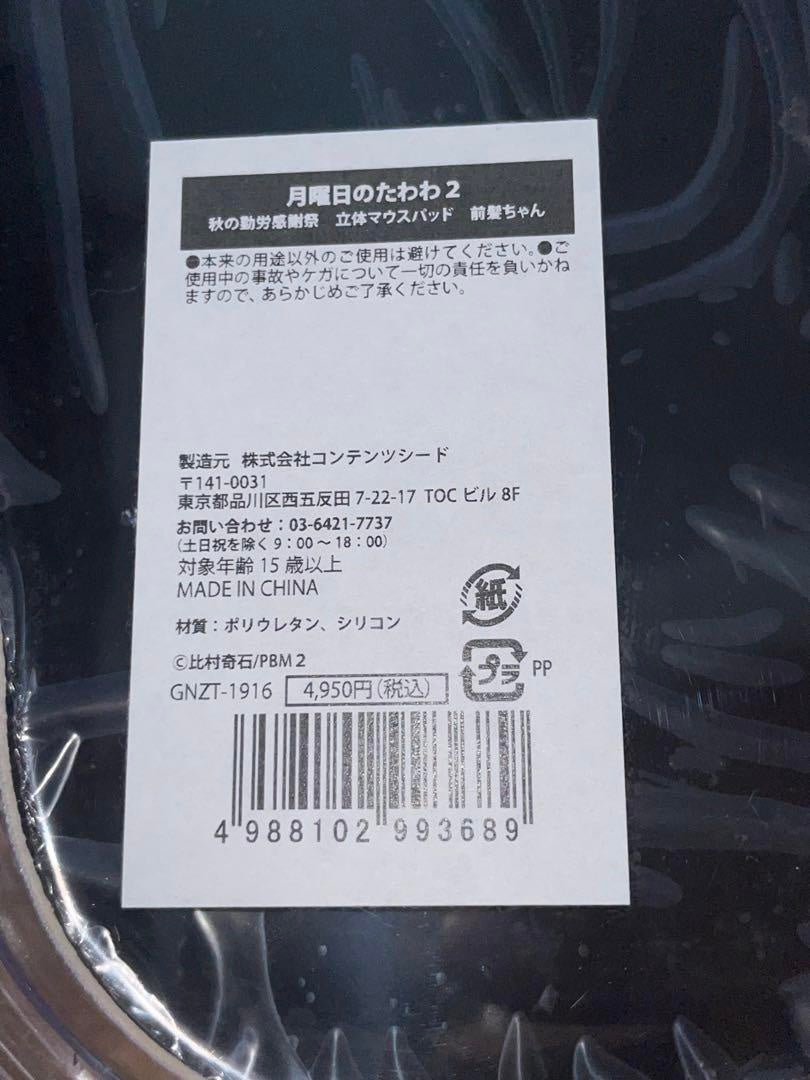 月曜日のたわわ2
秋の勤労感謝祭 立体マウスパッド 前髪ちゃん
●本来の用途以外のご使用は避けてください。●ご
使用中の事故やケガについて一切の責任を負いかね
ますので、あらかじめご了承ください。
製造元 株式会社コンテンツシード
〒141-0031
東京都品川区西五反田7-22-17 TOCビル 8F
お問い合わせ:03-6421-7737
(土日祝を除く9:00～18:00)
対象年齢15歳以上
MADE IN CHINA
紙
材質:ポリウレタン、シリコン
©比村奇石/PBM2
プラ PP
GNZT-1916 4,950円(税込)
4 988102 993689